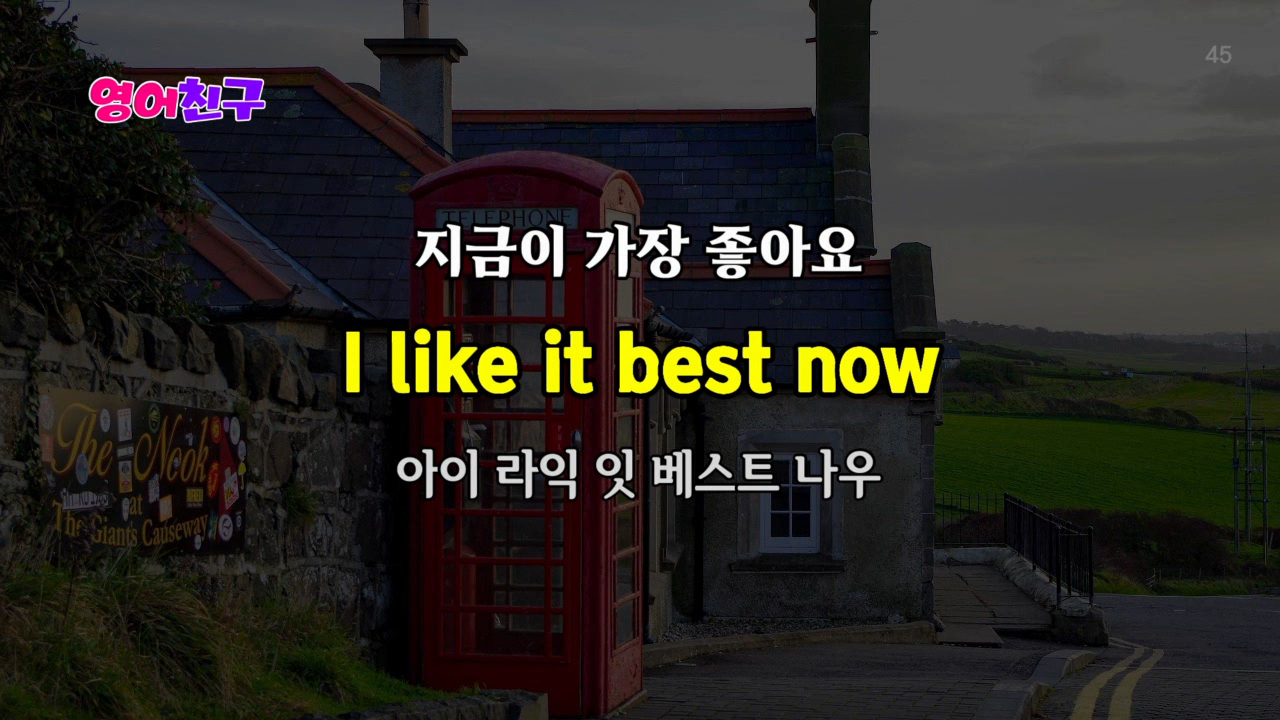 45
영어친구
TELEPHONE
지금이 가장 좋아요
I like it best now
아이 라익 잇 베스트 나우
The Nook
at
The Giants Causeway